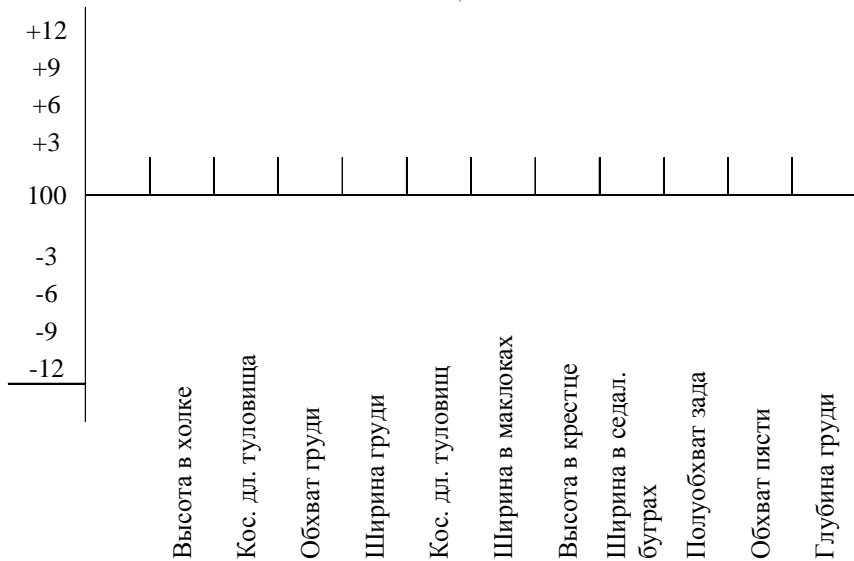 +12
+9
+6
+3
100
-3
-6
-9
-12
Высота в холке
Кос. дл. туловища
Обхват груди
Ширина груди
Кос. дл. туловищ
Ширина в маклоках
Высота в крестце
Ширина в седал.
буграх
Полуобхват зада
Обхват пясти
Глубина груди